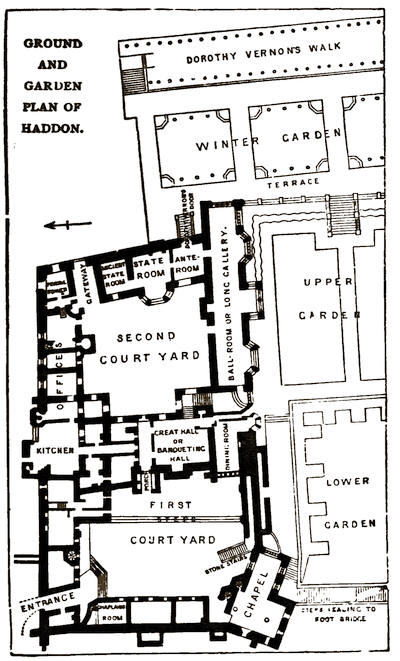 GROUND
AND
GARDEN
PLAN OF
HADDON.
DOROTHY VERNON'S WALK
WINTER GARDEN
TERRACE
DOROTHY VERNON'S DOOR
GATEWAY
ANCIENT
STATE
ROOM
STATE
ROOM
ANTE-
ROOM
BALL-ROOM OR LONG GALLERY.
UPPER
GARDEN
SECOND
COURT YARD
OFFICES
KITCHEN
GREAT HALL
OR
BANQUETING
HALL
DINING ROOM
PORCH
FIRST
STEPS
COURT YARD
LOWER
GARDEN
STONE STAIRS
CHAPEL
ENTRANCE
CHAPLAINS
ROOM
STEPS LEADING TO
FOOT BRIDGE